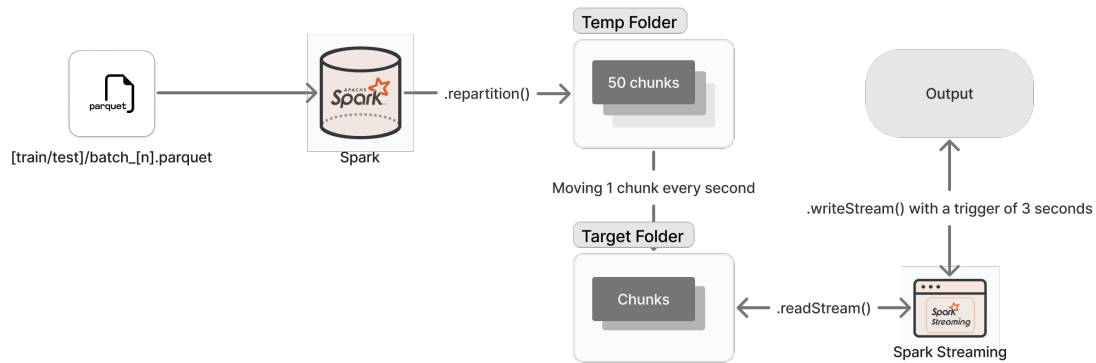 parquet
[train/test]/batch_[n].parquet
APACHE
Spark
Spark
.repartition()
Temp Folder
50 chunks
Moving 1 chunk every second
Target Folder
Chunks
.readStream()
Spark
Streaming
Spark Streaming
.writeStream() with a trigger of 3 seconds
Output